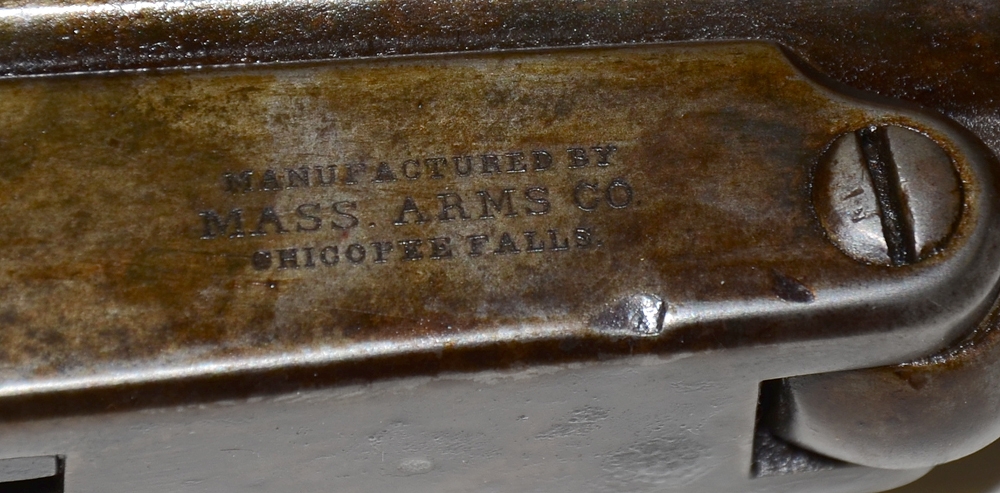 MANUFACTURED BY
MASS. ARMS CO.
CHICOPEE FALLS.